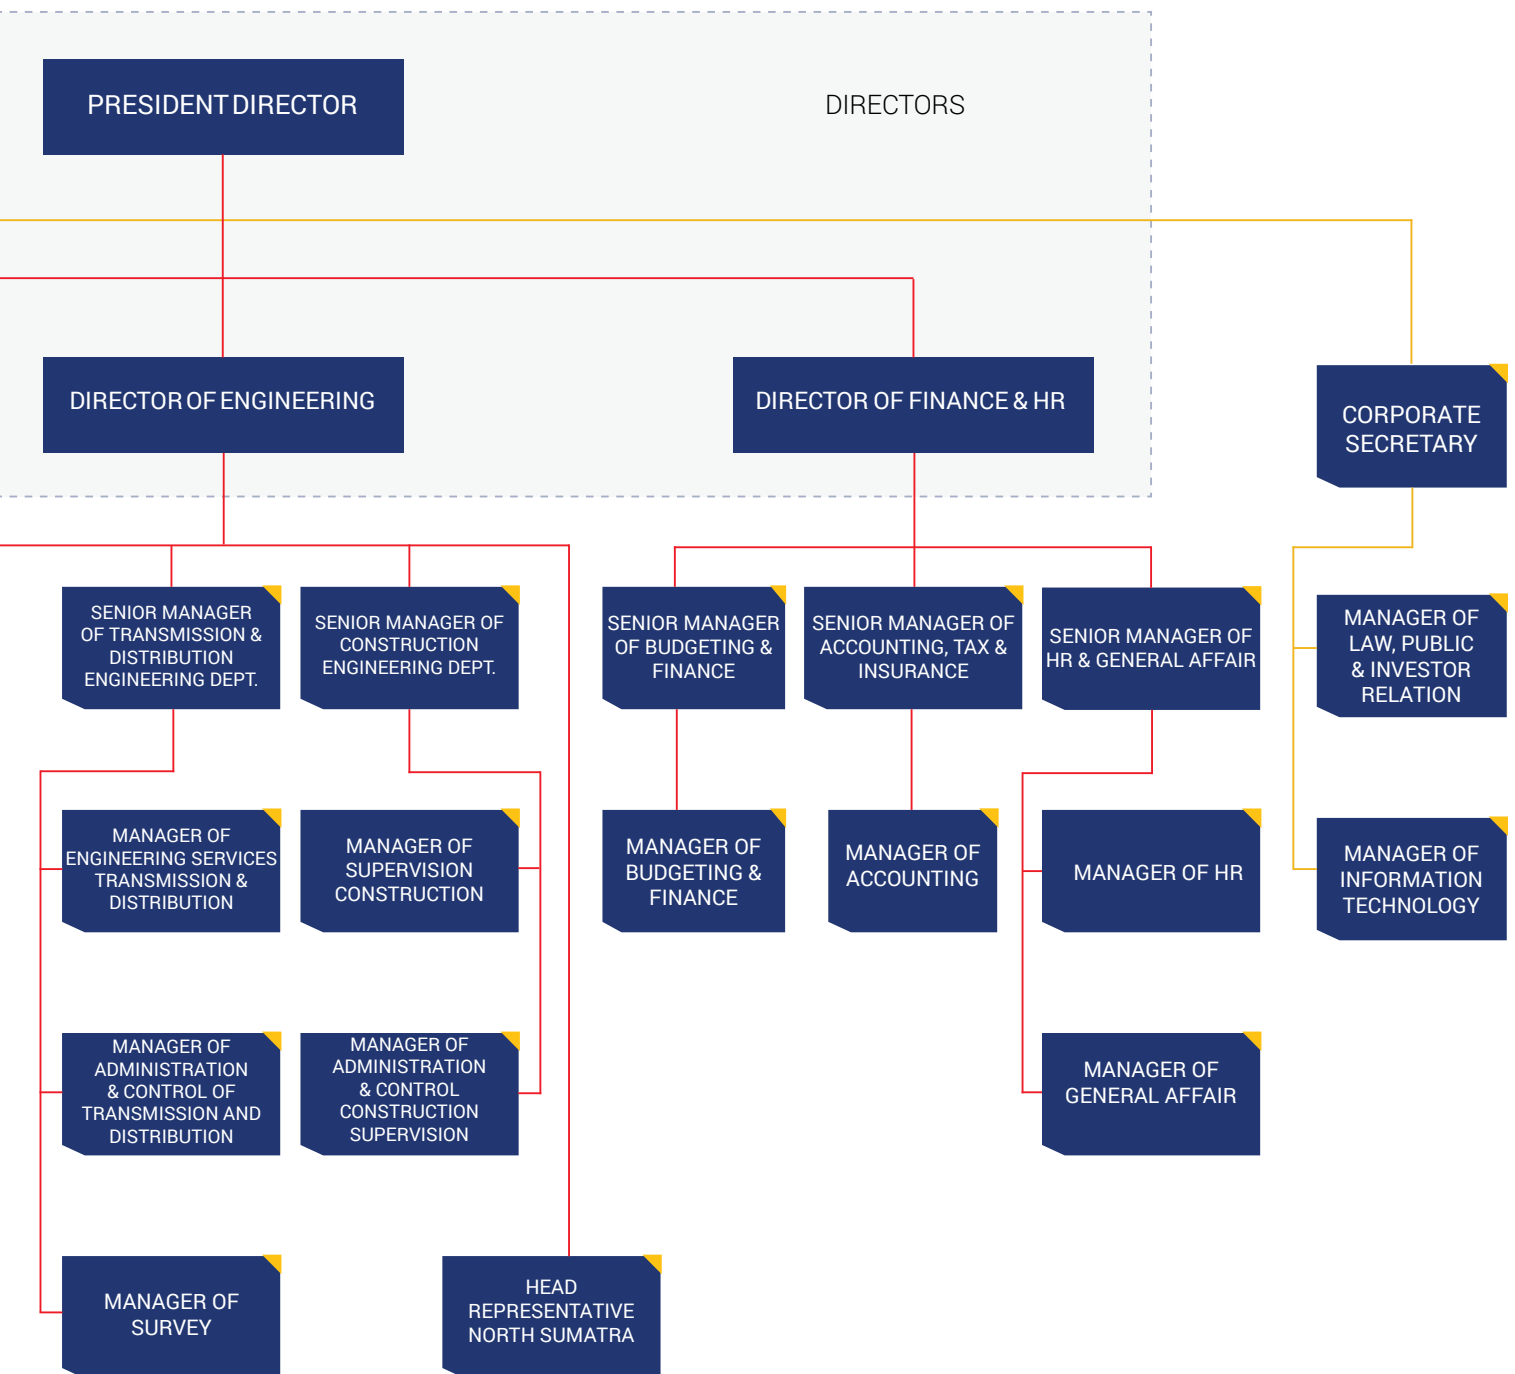 PRESIDENT DIRECTOR
DIRECTORS
DIRECTOR OF ENGINEERING
DIRECTOR OF FINANCE & HR
CORPORATE
SECRETARY
SENIOR MANAGER
OF TRANSMISSION &
DISTRIBUTION
ENGINEERING DEPT.
SENIOR MANAGER OF
CONSTRUCTION
ENGINEERING DEPT.
SENIOR MANAGER
OF BUDGETING &
FINANCE
SENIOR MANAGER OF
ACCOUNTING, TAX &
INSURANCE
SENIOR MANAGER OF
HR & GENERAL AFFAIR
MANAGER OF
LAW, PUBLIC
& INVESTOR
RELATION
MANAGER OF
ENGINEERING SERVICES
TRANSMISSION &
DISTRIBUTION
MANAGER OF
SUPERVISION
CONSTRUCTION
MANAGER OF
BUDGETING &
FINANCE
MANAGER OF
ACCOUNTING
MANAGER OF HR
MANAGER OF
INFORMATION
TECHNOLOGY
MANAGER OF
ADMINISTRATION
& CONTROL OF
TRANSMISSION AND
DISTRIBUTION
MANAGER OF
ADMINISTRATION
& CONTROL
CONSTRUCTION
SUPERVISION
MANAGER OF
GENERAL AFFAIR
MANAGER OF
SURVEY
HEAD
REPRESENTATIVE
NORTH SUMATRA